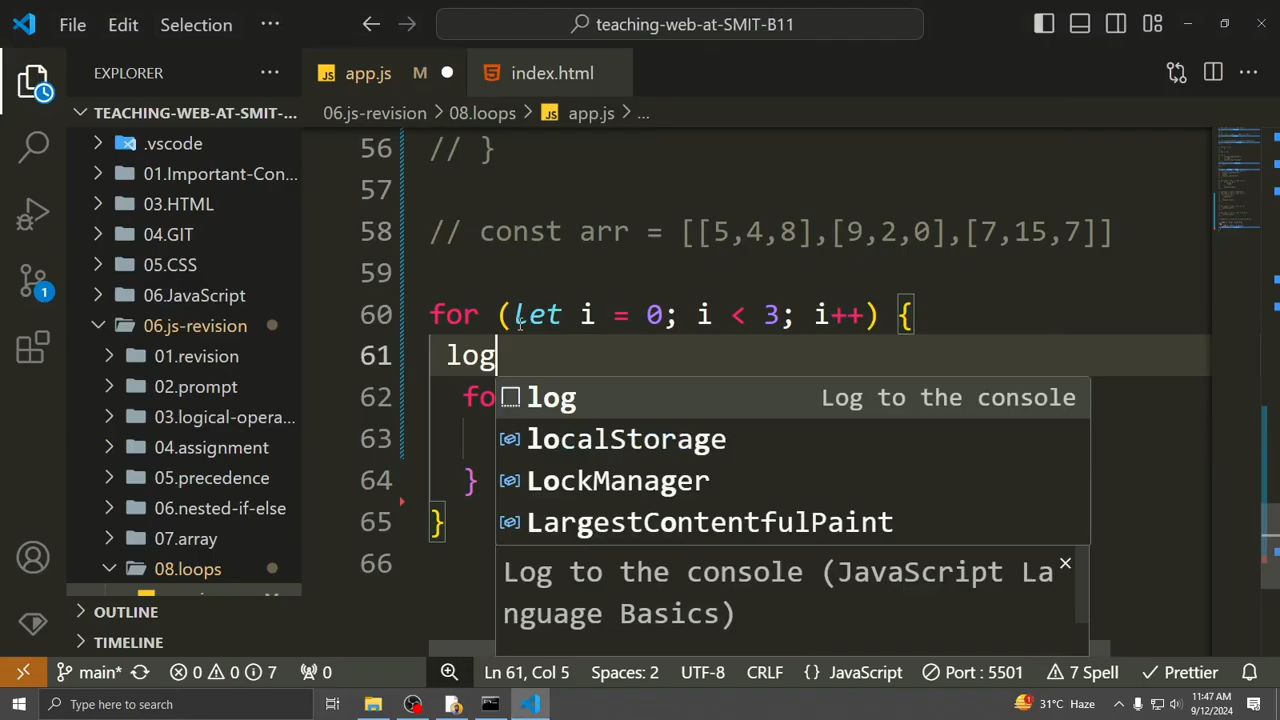 File Edit Selection ··· teaching-web-at-SMIT-B11
EXPLORER ··· JS app.js M index.html
TEACHING-WEB-AT-SMIT-... 06.js-revision > 08.loops > JS app.js > ...
.vscode
01.Important-Con...
03.HTML
04.GIT
05.CSS
06.JavaScript
06.js-revision
01.revision
02.prompt
03.logical-opera...
04.assignment
05.precedence
06.nested-if-else
07.array
08.loops
OUTLINE
TIMELINE
56 // }
57
58 // const arr = [[5,4,8],[9,2,0],[7,15,7]]
59
60 for (let i = 0; i < 3; i++) {
61 log
62 fo
63
64 }
65 }
66
log Log to the console
localStorage
LockManager
LargestContentfulPaint
Log to the console (JavaScript La
nguage Basics)
1
main* 0 0 7 0 Ln 61, Col 5 Spaces: 2 UTF-8 CRLF {} JavaScript Port : 5501 7 Spell Prettier
Type here to search 31°C Haze 11:47 AM
9/12/2024